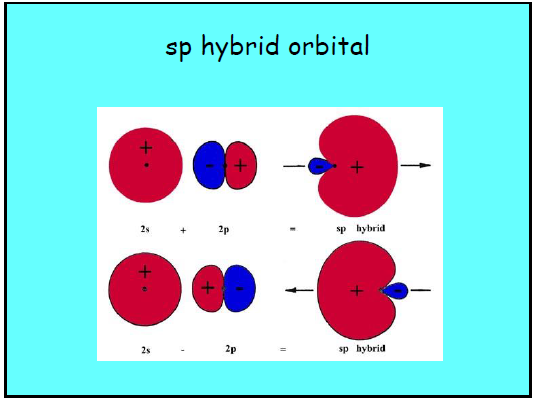 sp hybrid orbital
+ - + - +
2s + 2p = sp hybrid
+ + - + -
2s - 2p = sp hybrid